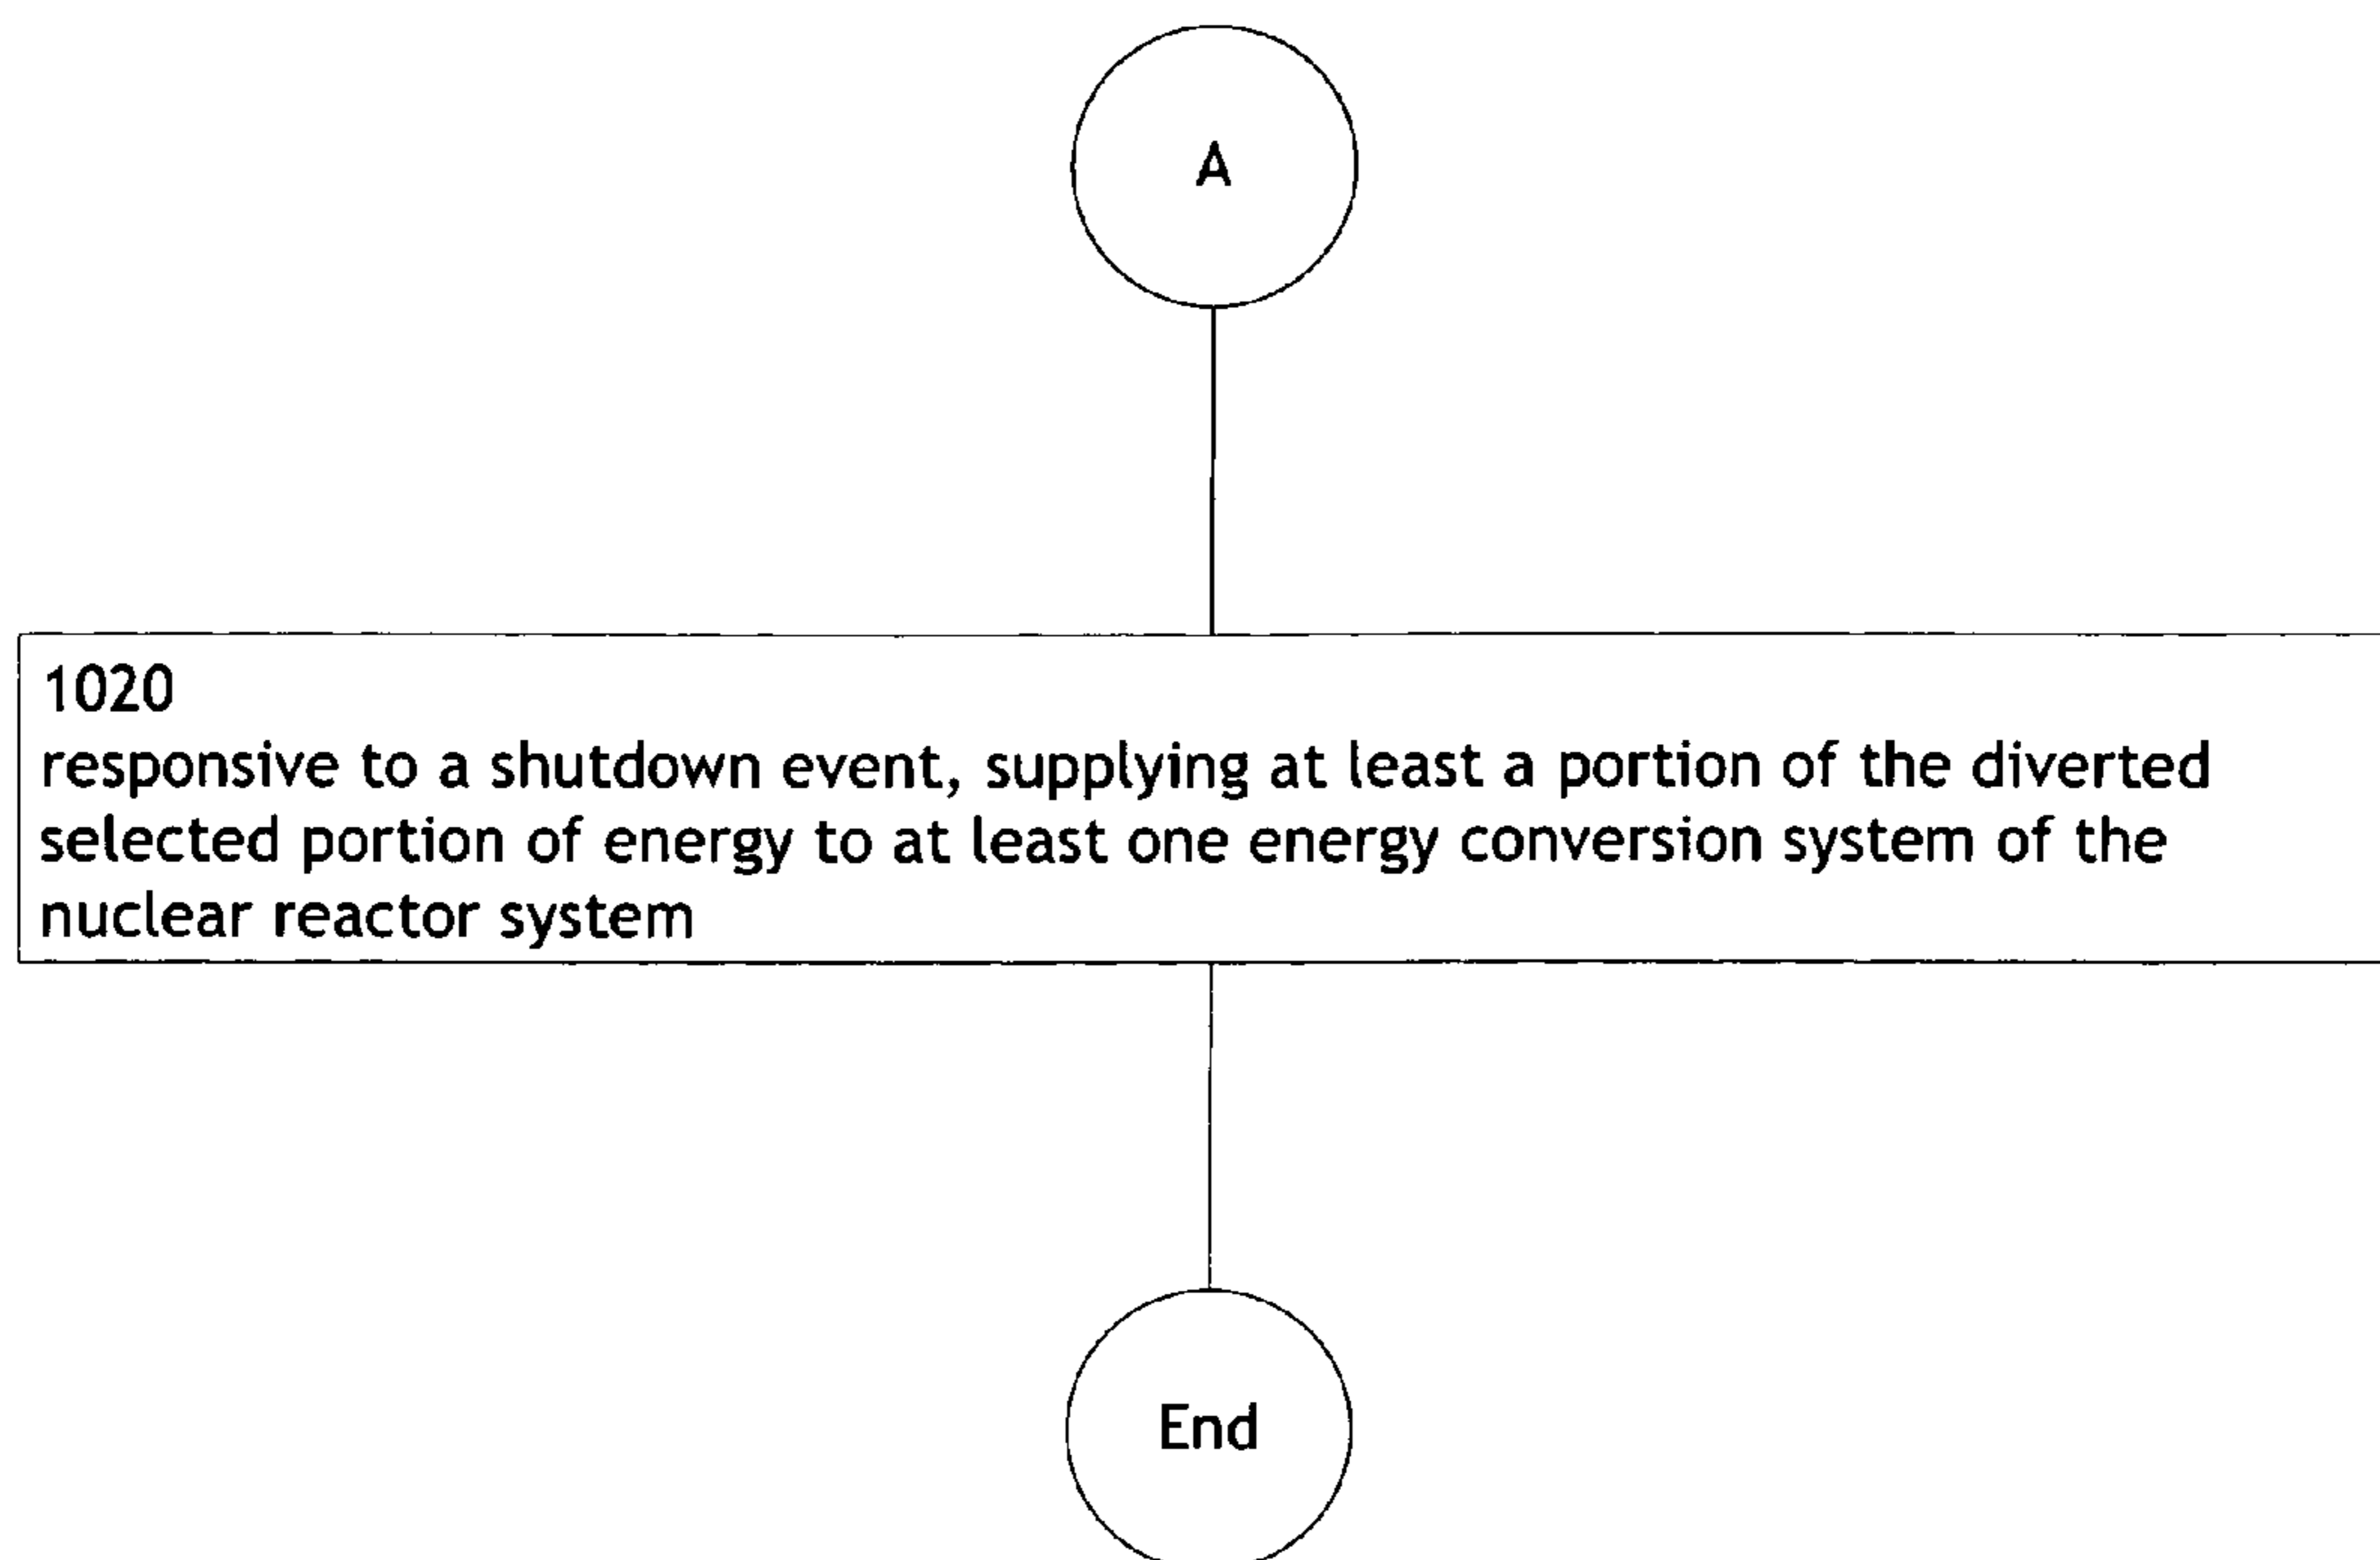 A
1020
responsive to a shutdown event, supplying at least a portion of the diverted
selected portion of energy to at least one energy conversion system of the
nuclear reactor system
End